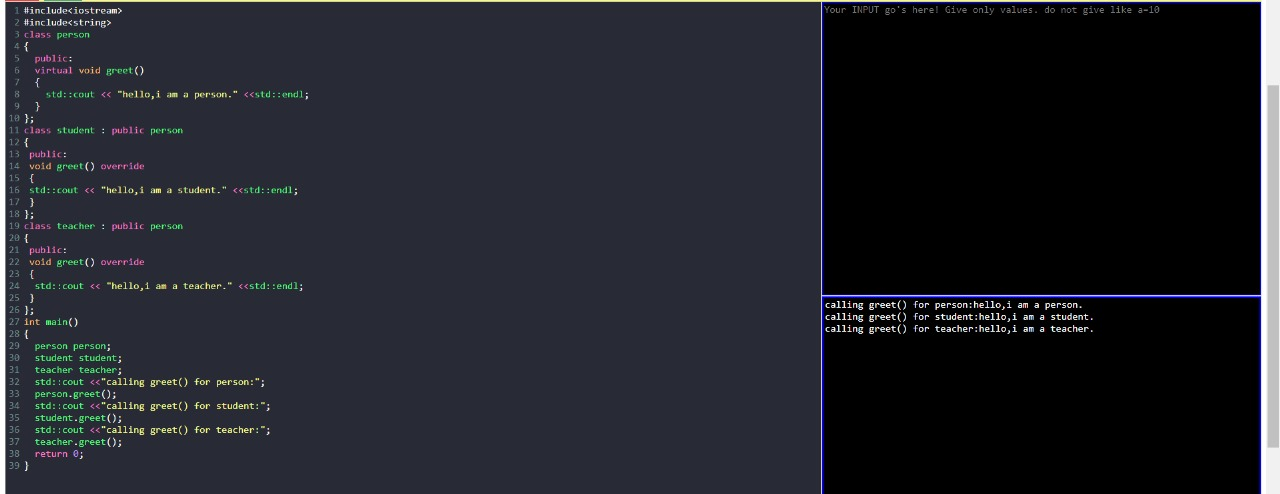 1 #include<iostream>
2 #include<string>
3 class person
4 {
5   public:
6   virtual void greet()
7   {
8     std::cout << "hello,i am a person." <<std::endl;
9   }
10 };
11 class student : public person
12 {
13  public:
14  void greet() override
15  {
16  std::cout << "hello,i am a student." <<std::endl;
17  }
18 };
19 class teacher : public person
20 {
21  public:
22  void greet() override
23  {
24   std::cout << "hello,i am a teacher." <<std::endl;
25  }
26 };
27 int main()
28 {
29   person person;
30   student student;
31   teacher teacher;
32   std::cout <<"calling greet() for person:";
33   person.greet();
34   std::cout <<"calling greet() for student:";
35   student.greet();
36   std::cout <<"calling greet() for teacher:";
37   teacher.greet();
38   return 0;
39 }
Your INPUT go's here! Give only values. do not give like a=10
calling greet() for person:hello,i am a person.
calling greet() for student:hello,i am a student.
calling greet() for teacher:hello,i am a teacher.